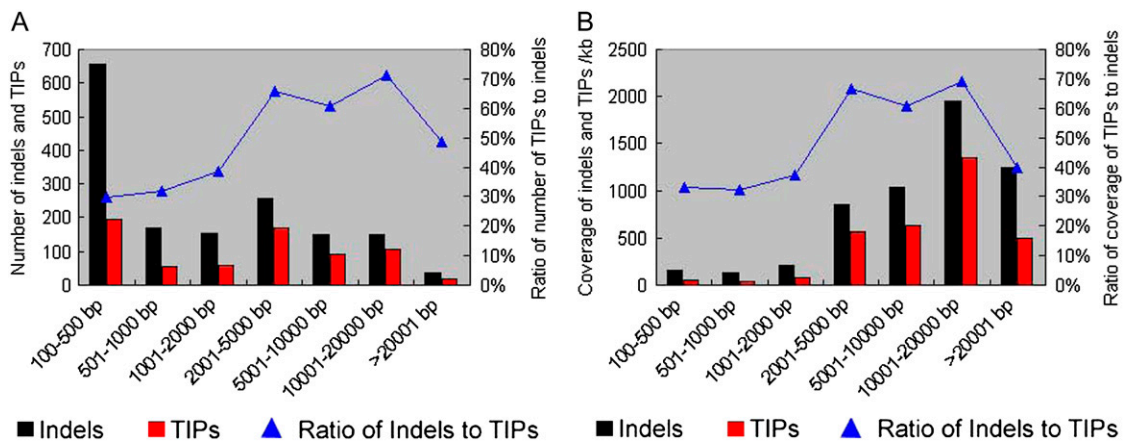 A
Number of indels and TIPs
700
600
500
400
300
200
100
0
80%
70%
60%
50%
40%
30%
20%
10%
0%
Ratio of number of TIPs to indels
100-500 bp
501-1000 bp
1001-2000 bp
2001-5000 bp
5001-10000 bp
10001-20000 bp
>20001 bp
Indels TIPs Ratio of Indels to TIPs
B
Coverage of indels and TIPs /kb
2500
2000
1500
1000
500
0
80%
70%
60%
50%
40%
30%
20%
10%
0%
Ratio of coverage of TIPs to indels
100-500 bp
501-1000 bp
1001-2000 bp
2001-5000 bp
5001-10000 bp
10001-20000 bp
>20001 bp
Indels TIPs Ratio of Indels to TIPs